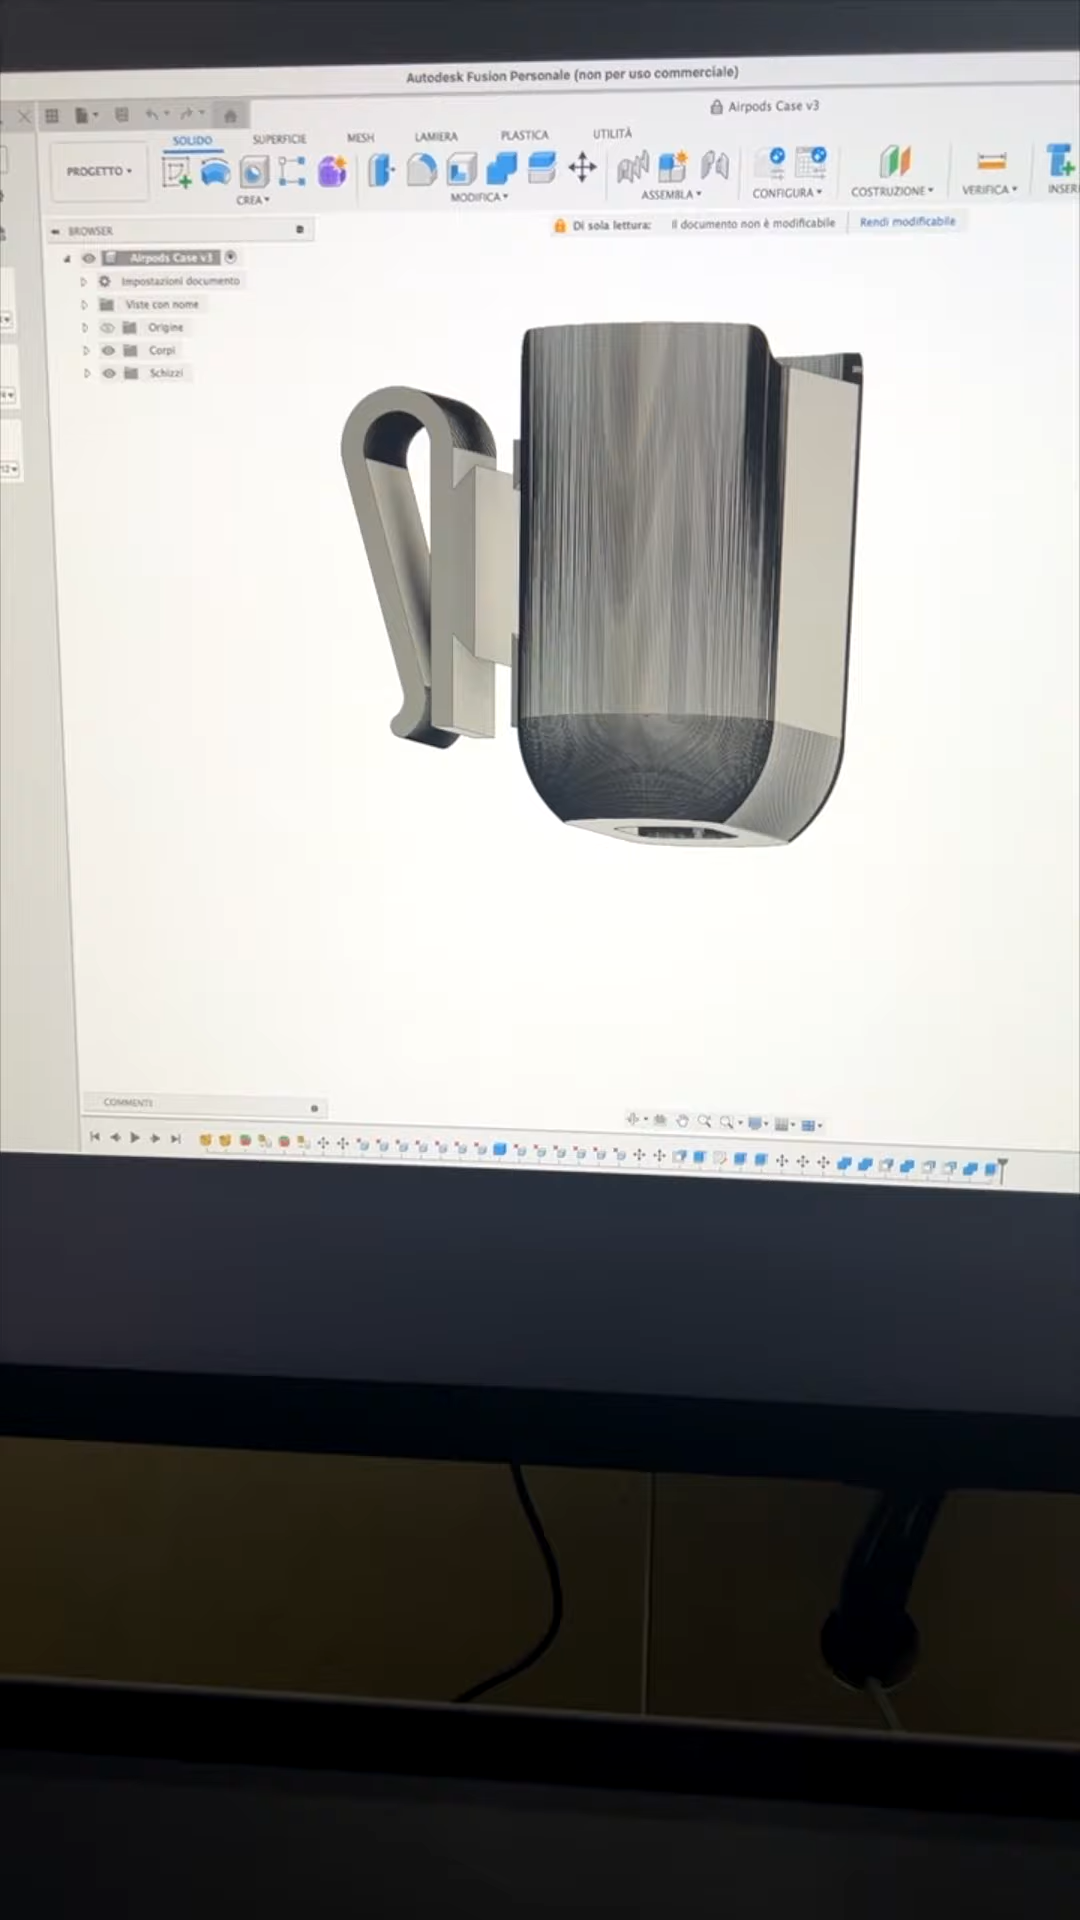 Autodesk Fusion Personale (non per uso commerciale)
Airpods Case v3
SOLIDO SUPERFICIE MESH LAMIERA PLASTICA UTILITÀ
PROGETTO
CREA MODIFICA ASSEMBLA CONFIGURA COSTRUZIONE VERIFICA INSERI
BROWSER
Di sola lettura: Il documento non è modificabile Rendi modificabile
Airpods Case v3
Impostazioni documento
Viste con nome
Origine
Corpi
Schizzi
COMMENTI